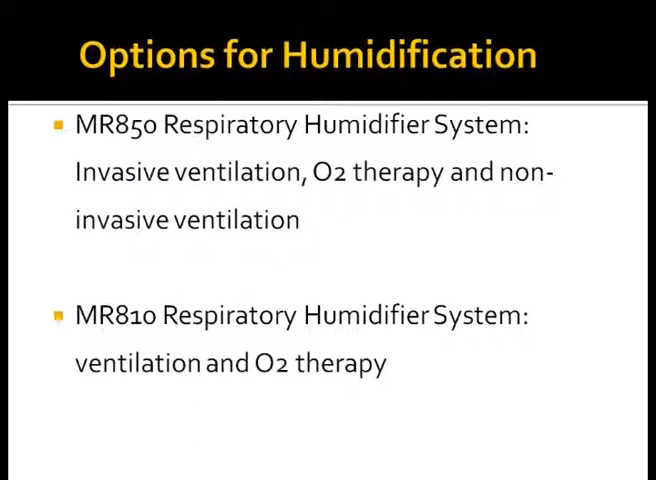 Options for Humidification
MR850 Respiratory Humidifier System:
Invasive ventilation, O2 therapy and non-
invasive ventilation
MR810 Respiratory Humidifier System:
ventilation and O2 therapy